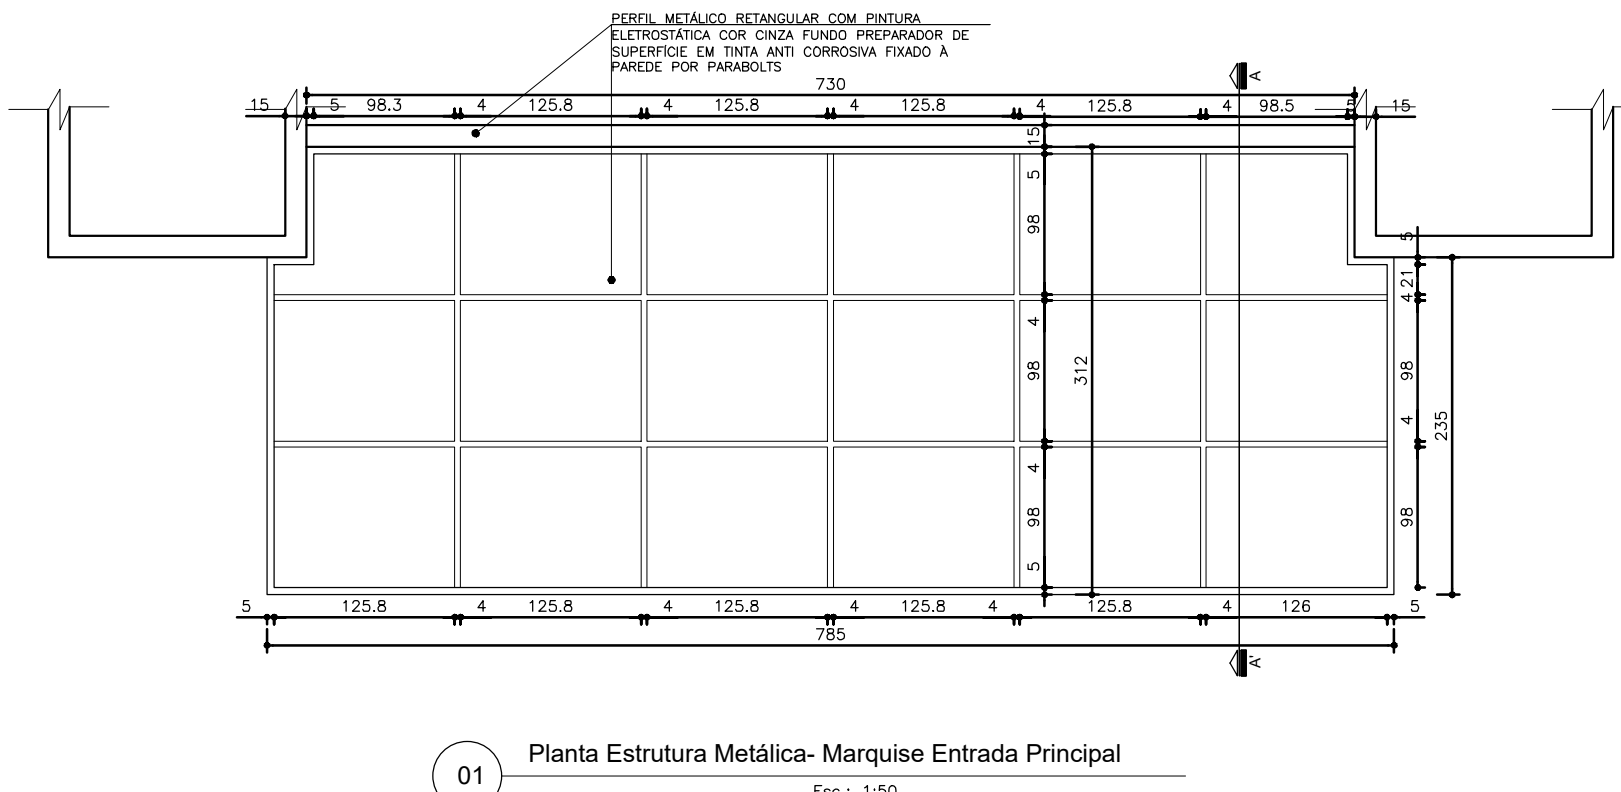 PERFIL METÁLICO RETANGULAR COM PINTURA
ELETROSTÁTICA COR CINZA FUNDO PREPARADOR DE
SUPERFÍCIE EM TINTA ANTI CORROSIVA FIXADO À
PAREDE POR PARABOLTS
A
730
15 5 98.3 4 125.8 4 125.8 4 125.8 4 125.8 4 98.5 5 15
15
5
98
4
98
4
98
5
312
5
21
4
98
4
98
235
5 125.8 4 125.8 4 125.8 4 125.8 4 125.8 4 126 5
785
A'
01
Planta Estrutura Metálica- Marquise Entrada Principal
Esc.: 1:50